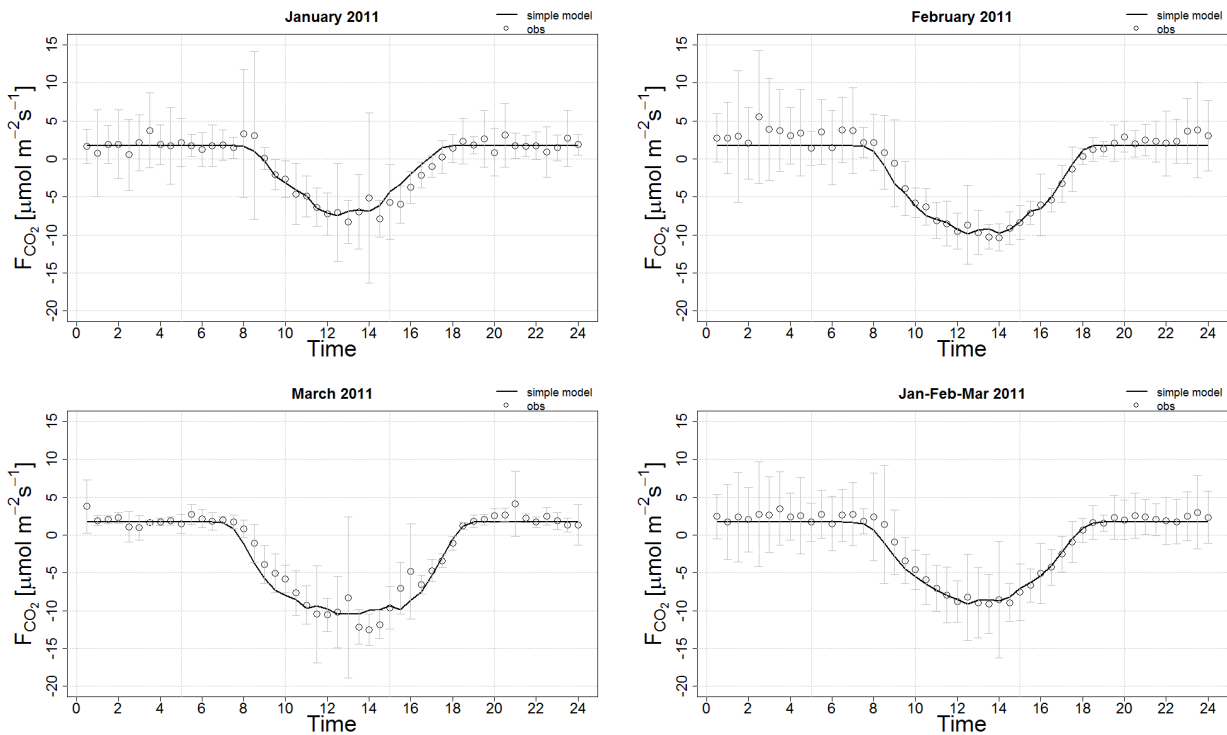 January 2011
simple model
obs
F_CO2 [μmol m−2s−1]
15
10
5
0
-5
-10
-15
-20
0 2 4 6 8 10 12 14 16 18 20 22 24
Time
February 2011
simple model
obs
F_CO2 [μmol m−2s−1]
15
10
5
0
-5
-10
-15
-20
0 2 4 6 8 10 12 14 16 18 20 22 24
Time
March 2011
simple model
obs
F_CO2 [μmol m−2s−1]
15
10
5
0
-5
-10
-15
-20
0 2 4 6 8 10 12 14 16 18 20 22 24
Time
Jan-Feb-Mar 2011
simple model
obs
F_CO2 [μmol m−2s−1]
15
10
5
0
-5
-10
-15
-20
0 2 4 6 8 10 12 14 16 18 20 22 24
Time